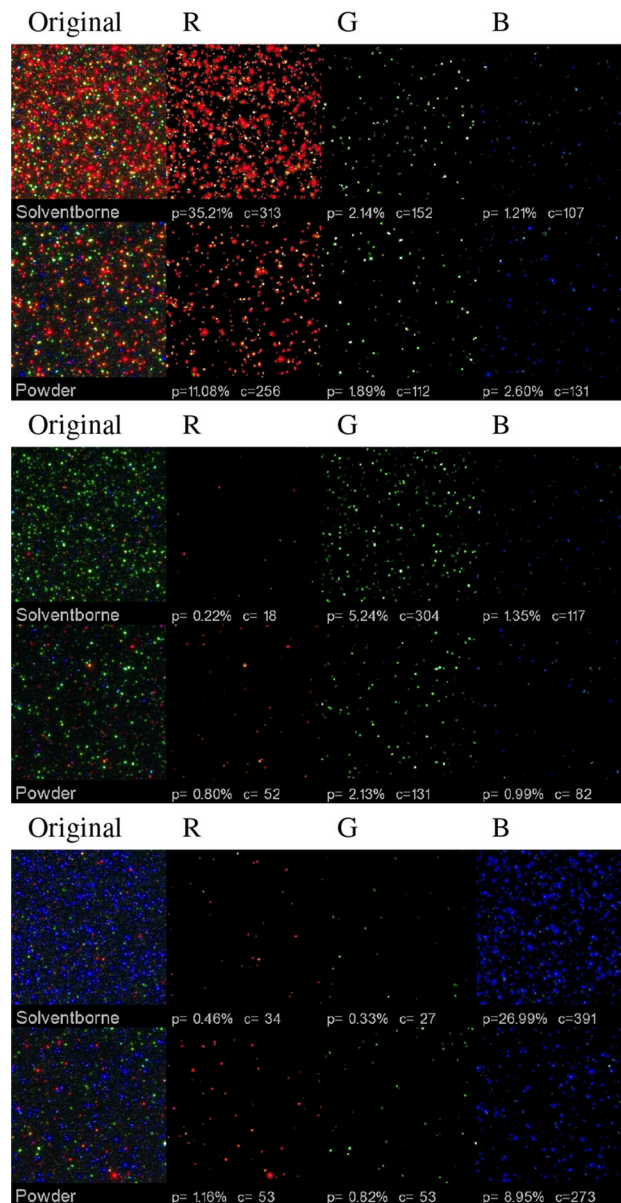 Original R G B
Solventborne p=35.21% c=313 p= 2.14% c=152 p= 1.21% c=107
Powder p=11.08% c=256 p= 1.89% c=112 p= 2.60% c=131
Original R G B
Solventborne p= 0.22% c= 18 p= 5.24% c=304 p= 1.35% c=117
Powder p= 0.80% c= 52 p= 2.13% c=131 p= 0.99% c= 82
Original R G B
Solventborne p= 0.46% c= 34 p= 0.33% c= 27 p=26.99% c=391
Powder p= 1.16% c= 53 p= 0.82% c= 53 p= 8.95% c=273